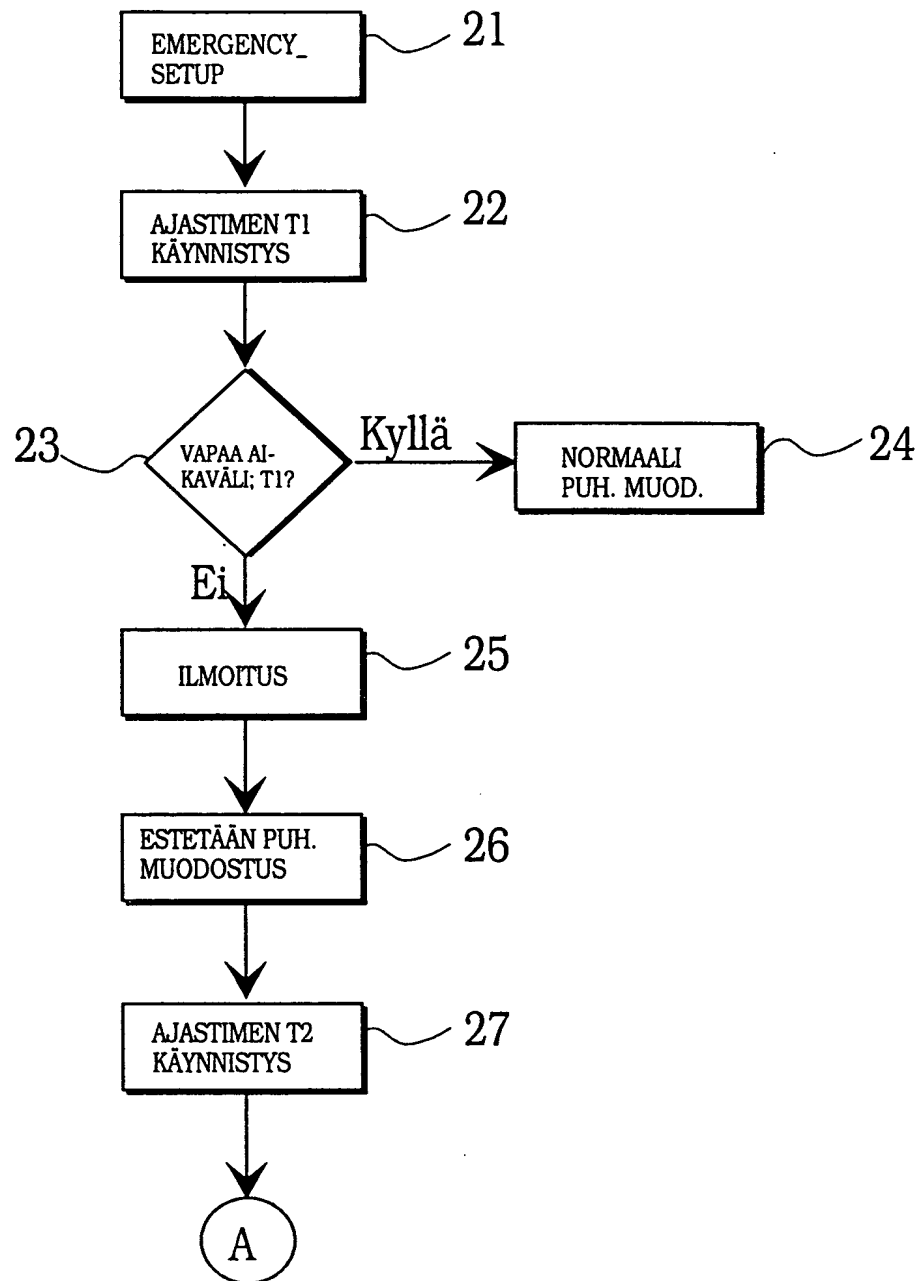 EMERGENCY_
SETUP
21
AJASTIMEN T1
KÄYNNISTYS
22
23
VAPAA AI-
KAVÄLI; T1?
Kyllä
NORMAALI
PUH. MUOD.
24
Ei
ILMOITUS
25
ESTETÄÄN PUH.
MUODOSTUS
26
AJASTIMEN T2
KÄYNNISTYS
27
A